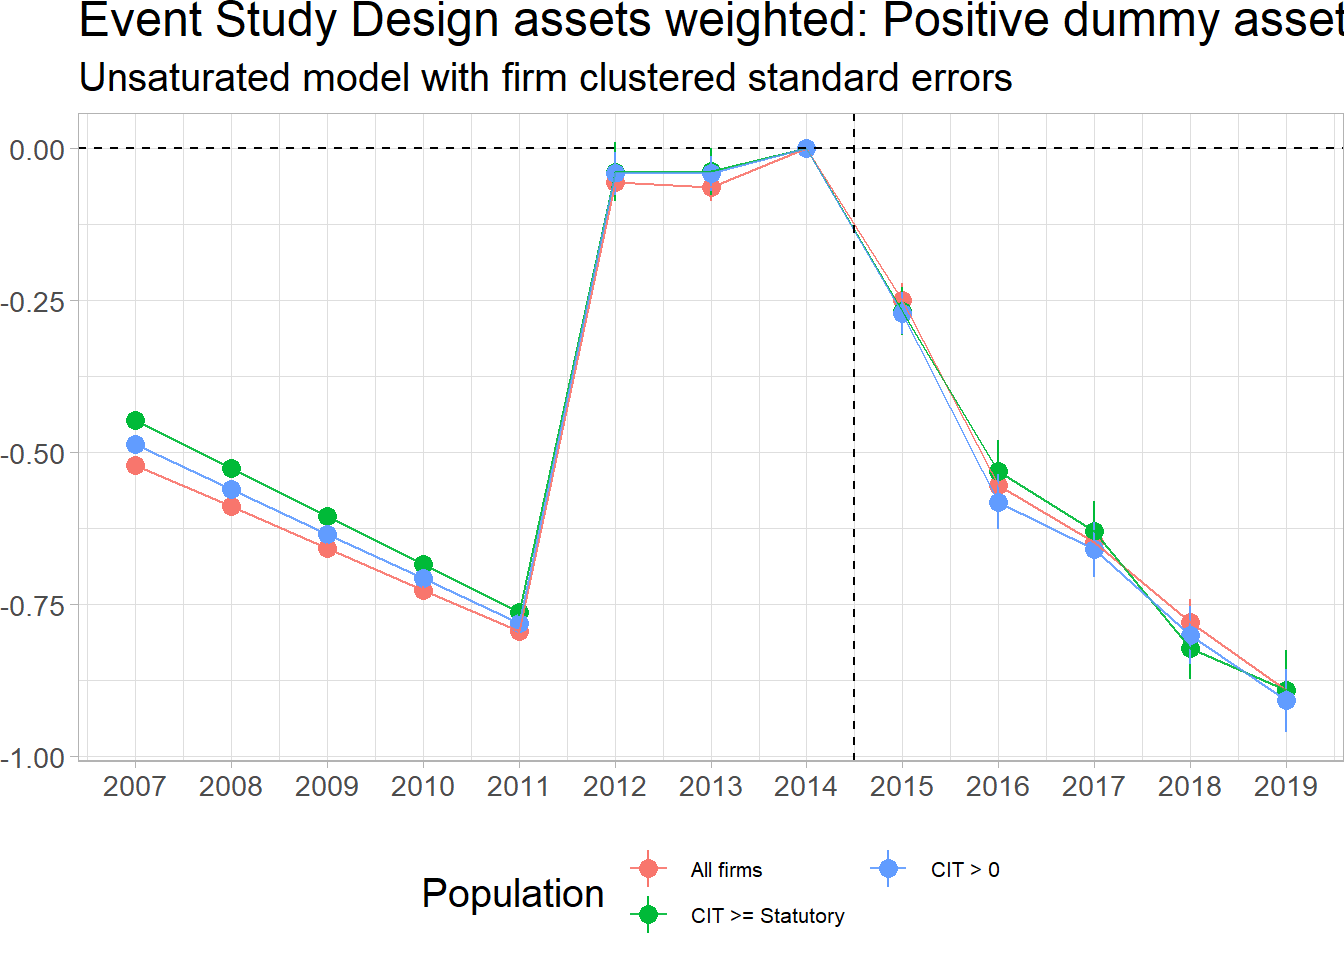 Event Study Design assets weighted: Positive dummy asset
Unsaturated model with firm clustered standard errors
0.00
-0.25
-0.50
-0.75
-1.00
2007 2008 2009 2010 2011 2012 2013 2014 2015 2016 2017 2018 2019
Population
All firms
CIT > 0
CIT >= Statutory